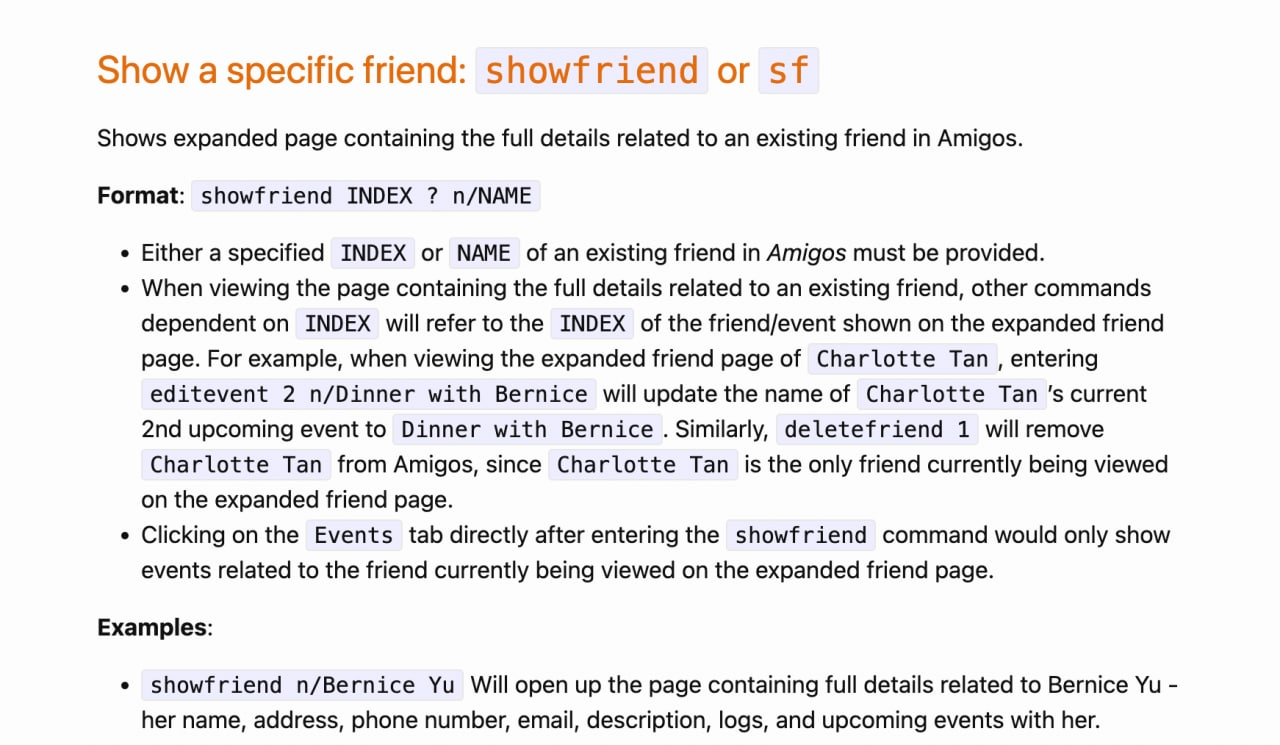 Show a specific friend: showfriend or sf
Shows expanded page containing the full details related to an existing friend in Amigos.
Format: showfriend INDEX ? n/NAME
• Either a specified INDEX or NAME of an existing friend in Amigos must be provided.
• When viewing the page containing the full details related to an existing friend, other commands
dependent on INDEX will refer to the INDEX of the friend/event shown on the expanded friend
page. For example, when viewing the expanded friend page of Charlotte Tan, entering
editevent 2 n/Dinner with Bernice will update the name of Charlotte Tan's current
2nd upcoming event to Dinner with Bernice. Similarly, deletefriend 1 will remove
Charlotte Tan from Amigos, since Charlotte Tan is the only friend currently being viewed
on the expanded friend page.
• Clicking on the Events tab directly after entering the showfriend command would only show
events related to the friend currently being viewed on the expanded friend page.
Examples:
• showfriend n/Bernice Yu Will open up the page containing full details related to Bernice Yu -
her name, address, phone number, email, description, logs, and upcoming events with her.